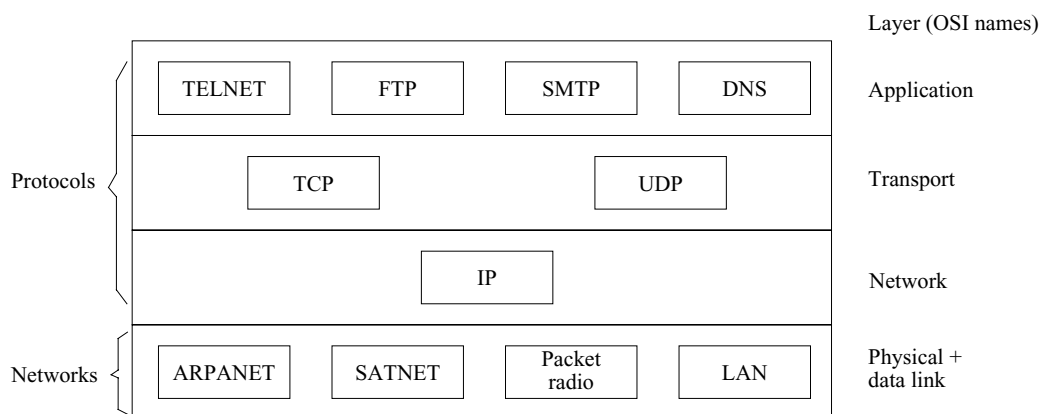 Layer (OSI names)
TELNET FTP SMTP DNS Application
Protocols TCP UDP Transport
IP Network
Networks ARPANET SATNET Packet radio LAN Physical + data link